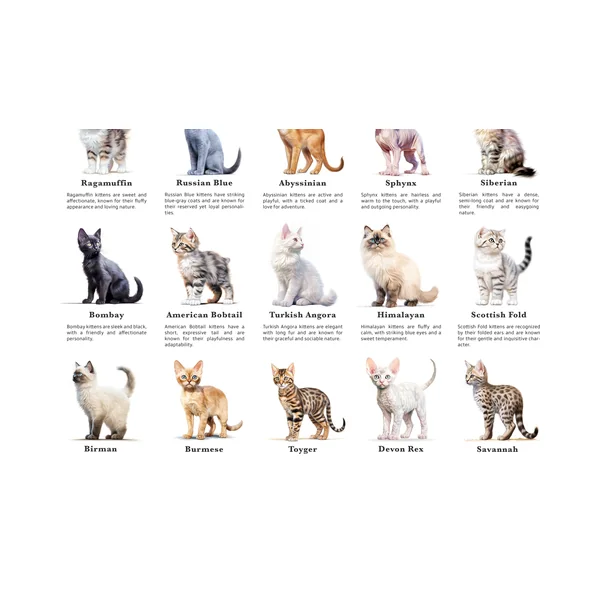 Ragamuffin
Russian Blue
Abyssinian
Sphynx
Siberian
Ragamuffin kittens are sweet and
affectionate, known for their fluffy
appearance and loving nature.
Russian Blue kittens have striking
blue-gray coats and are known for
their reserved yet loyal personali-
ties.
Abyssinian kittens are active and
playful, with a ticked coat and a
love for adventure.
Sphynx kittens are hairless and
warm to the touch, with a playful
and outgoing personality.
Siberian kittens have a dense,
semi-long coat and are known for
their friendly and easygoing
nature.
Bombay
American Bobtail
Turkish Angora
Himalayan
Scottish Fold
Bombay kittens are sleek and black,
with a friendly and affectionate
personality.
American Bobtail kittens have a
short, expressive tail and are
known for their playfulness and
adaptability.
Turkish Angora kittens are elegant
with long fur and are known for
their graceful and sociable nature.
Himalayan kittens are fluffy and
calm, with striking blue eyes and a
sweet temperament.
Scottish Fold kittens are recognized
by their folded ears and are known
for their gentle and inquisitive char-
acter.
Birman
Burmese
Toyger
Devon Rex
Savannah